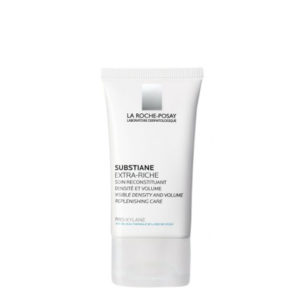 LA ROCHE-POSAY
LABORATOIRE DERMATOLOGIQUE
SUBSTIANE
EXTRA-RICHE
SOIN RECONSTITUANT
DENSITÉ ET VOLUME
VISIBLE DENSITY AND VOLUME
REPLENISHING CARE
PRO-XYLANE